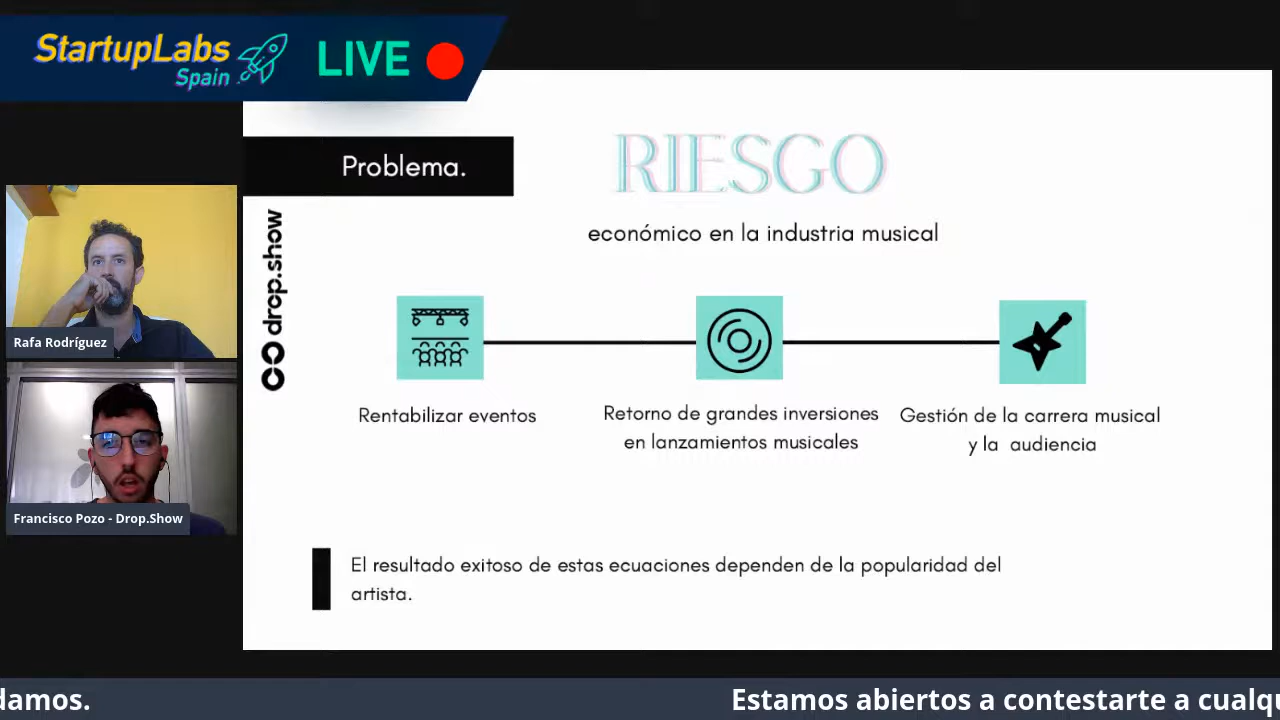 StartupLabs
Spain
LIVE
Problema.
RIESGO
económico en la industria musical
drop.show
Rafa Rodríguez
Francisco Pozo - Drop.Show
Rentabilizar eventos
Retorno de grandes inversiones
en lanzamientos musicales
Gestión de la carrera musical
y la audiencia
El resultado exitoso de estas ecuaciones dependen de la popularidad del
artista.
damos.
Estamos abiertos a contestarte a cualqu